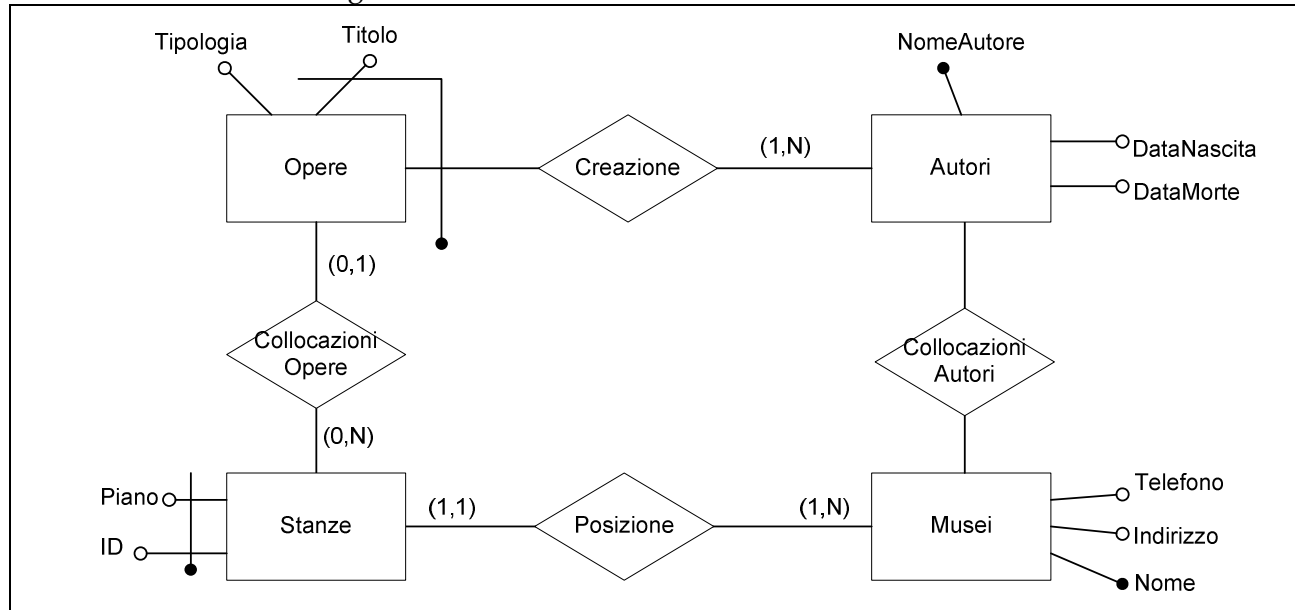 Tipologia
Titolo
NomeAutore
Opere
Creazione
(1,N)
Autori
DataNascita
DataMorte
(0,1)
Collocazioni
Opere
Collocazioni
Autori
(0,N)
Piano
ID
Stanze
(1,1)
Posizione
(1,N)
Musei
Telefono
Indirizzo
Nome